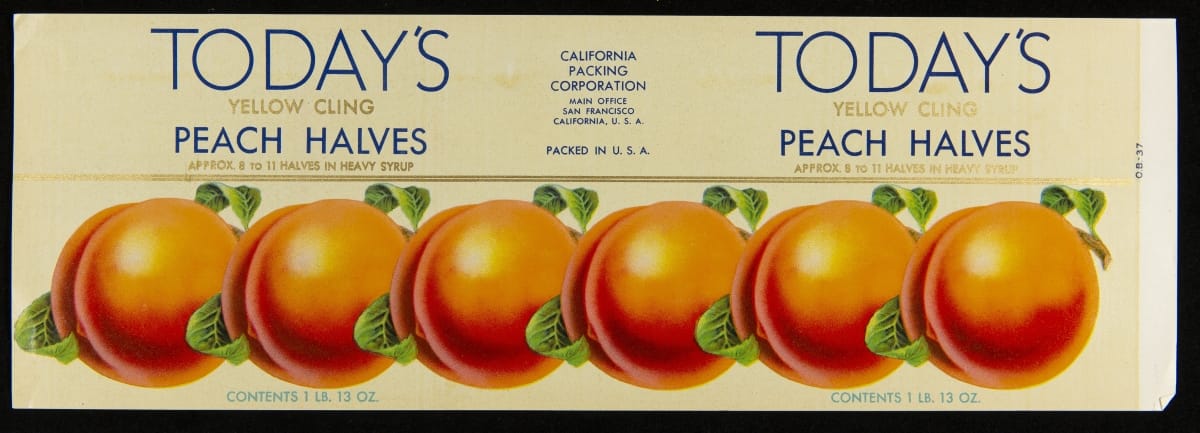 TODAY'S
YELLOW CLING
PEACH HALVES
APPROX. 8 TO 11 HALVES IN HEAVY SYRUP
CONTENTS 1 LB. 13 OZ.
CALIFORNIA
PACKING
CORPORATION
MAIN OFFICE
SAN FRANCISCO
CALIFORNIA, U. S. A.
PACKED IN U. S. A.
TODAY'S
YELLOW CLING
PEACH HALVES
APPROX. 8 TO 11 HALVES IN HEAVY SYRUP
CONTENTS 1 LB. 13 OZ.
C.B.-37